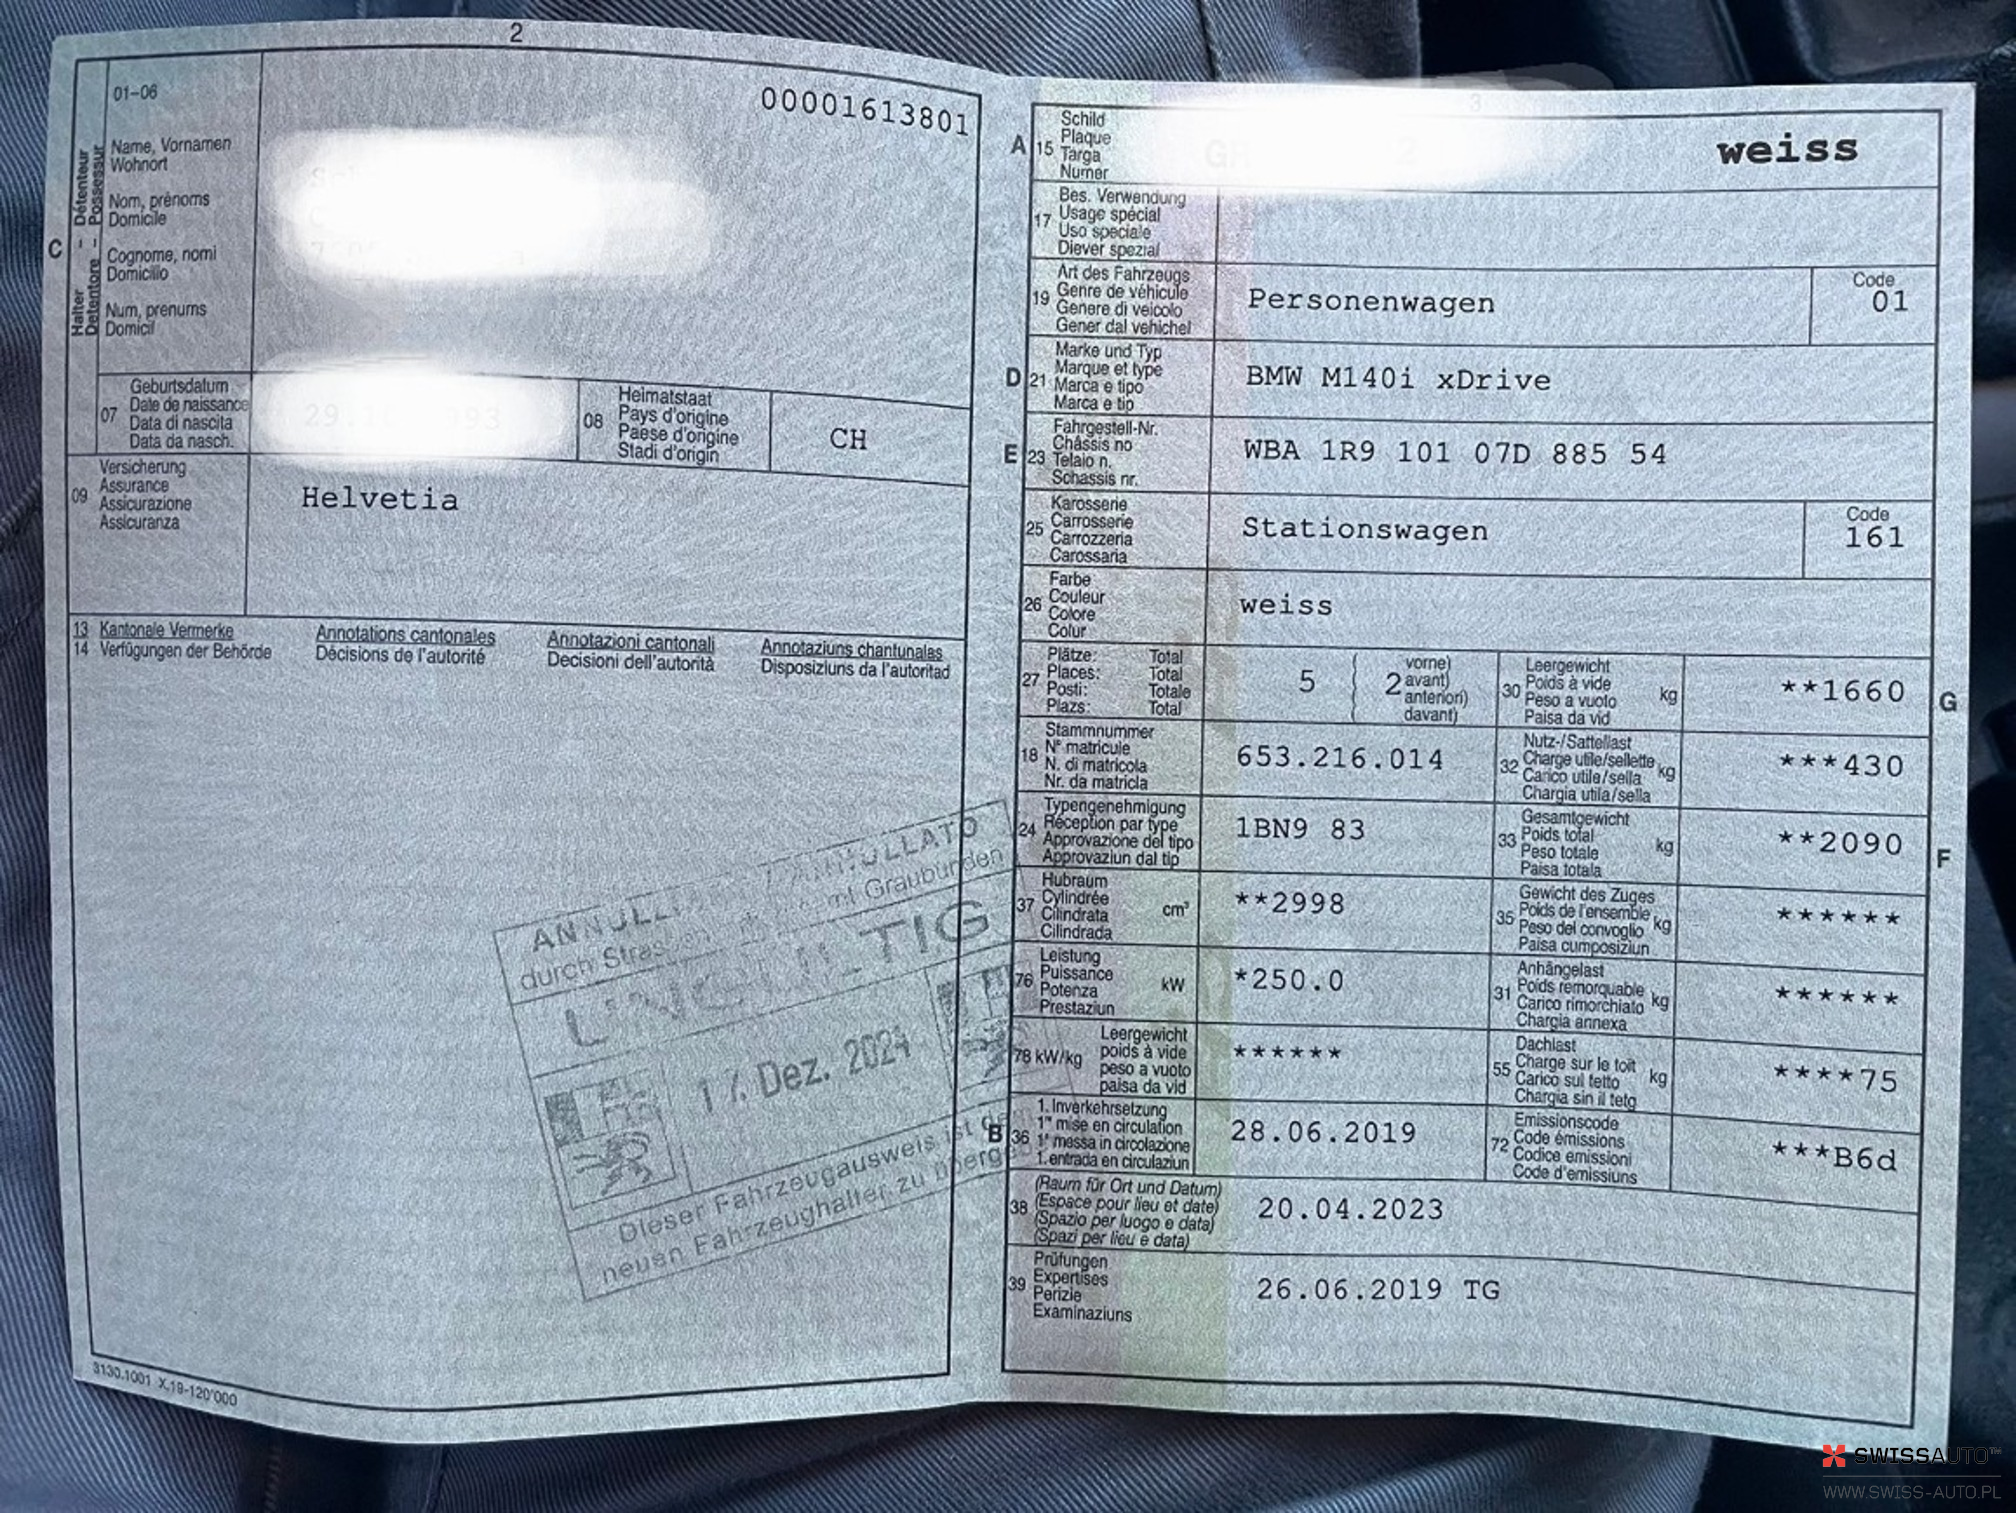 2
01-06
00001613801
C
Halter - Détenteur
Detentore - Possessur
Name, Vornamen
Wohnort
Nom, prénoms
Domicile
Cognome, nomi
Domicilio
Num, prenums
Domicil
07
Geburtsdatum
Date de naissance
Data di nascita
Data da nasch.
08
Heimatstaat
Pays d'origine
Paese d'origine
Stadi d'origin
CH
09
Versicherung
Assurance
Assicurazione
Assicuranza
Helvetia
13 Kantonale Vermerke Annotations cantonales Annotazioni cantonali Annotaziuns chantunalas
14 Verfügungen der Behörde Décisions de l'autorité Decisioni dell'autorità Disposiziuns da l'autoritad
ANNULLATO
durch Graubünden
UNGÜLTIG
17. Dez. 2024
Dieser Fahrzeugausweis ist
neuen Fahrzeughalter zu
3130.1001 X.19-120'000
3
A 15
Schild
Plaque
Targa
Numer
weiss
17
Bes. Verwendung
Usage spécial
Uso speciale
Diever spezial
19
Art des Fahrzeugs
Genre de véhicule
Genere di veicolo
Gener dal vehichel
Personenwagen
Code
01
D 21
Marke und Typ
Marque et type
Marca e tipo
Marca e tip
BMW M140i xDrive
E 23
Fahrgestell-Nr.
Châssis no
Telaio n.
Schassis nr.
WBA 1R9 101 07D 885 54
25
Karosserie
Carrosserie
Carrozzeria
Carossaria
Stationswagen
Code
161
26
Farbe
Couleur
Colore
Colur
weiss
27
Plätze: Total
Places: Total
Posti: Totale
Plazs: Total
5 ( 2
vorne)
avant)
anteriori)
davant)
30
Leergewicht
Poids à vide
Peso a vuoto
Paisa da vid
kg
**1660
G
18
Stammnummer
N° matricule
N. di matricola
Nr. da matricla
653.216.014
32
Nutz-/Sattellast
Charge utile/sellette
Carico utile/sella
Chargia utila/sella
kg
***430
24
Typengenehmigung
Réception par type
Approvazione del tipo
Approvaziun dal tip
1BN9 83
33
Gesamtgewicht
Poids total
Peso totale
Paisa totala
kg
**2090
F
37
Hubraum
Cylindrée
Cilindrata
Cilindrada
cm³
**2998
35
Gewicht des Zuges
Poids de l'ensemble
Peso del convoglio
Paisa cumposiziun
kg
******
76
Leistung
Puissance
Potenza
Prestaziun
kW
*250.0
31
Anhängelast
Poids remorquable
Carico rimorchiato
Chargia annexa
kg
******
78 kW/kg
Leergewicht
poids à vide
peso a vuoto
paisa da vid
******
55
Dachlast
Charge sur le toit
Carico sul tetto
Chargia sin il tetg
kg
****75
B 36
1. Inverkehrsetzung
1re mise en circulation
1a messa in circolazione
1. entrada en circulaziun
28.06.2019
72
Emissionscode
Code émissions
Codice emissioni
Code d'emissiuns
***B6d
38
(Raum für Ort und Datum)
(Espace pour lieu et date)
(Spazio per luogo e data)
(Spazi per lieu e data)
20.04.2023
39
Prüfungen
Expertises
Perizie
Examinaziuns
26.06.2019 TG
SWISSAUTO™
WWW.SWISS-AUTO.PL